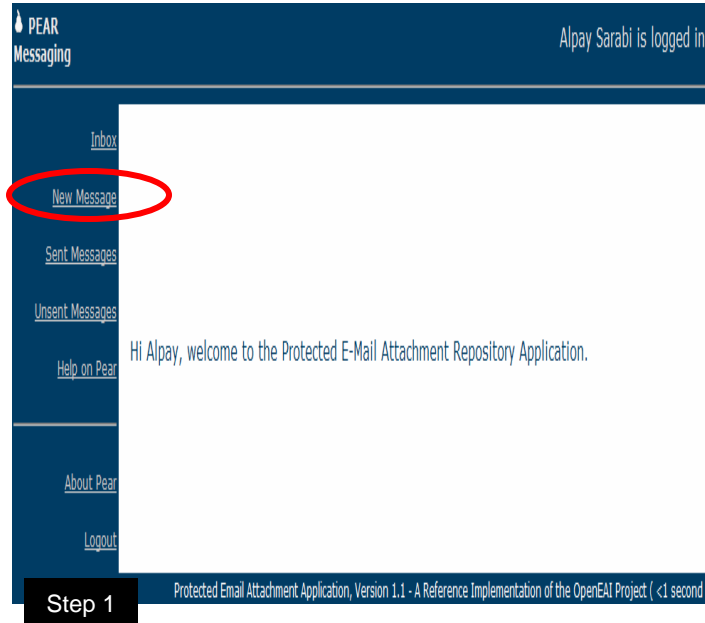 PEAR
Messaging
Alpay Sarabi is logged in
Inbox
New Message
Sent Messages
Unsent Messages
Help on Pear
Hi Alpay, welcome to the Protected E-Mail Attachment Repository Application.
About Pear
Logout
Protected Email Attachment Application, Version 1.1 - A Reference Implementation of the OpenEAI Project ( <1 second
Step 1